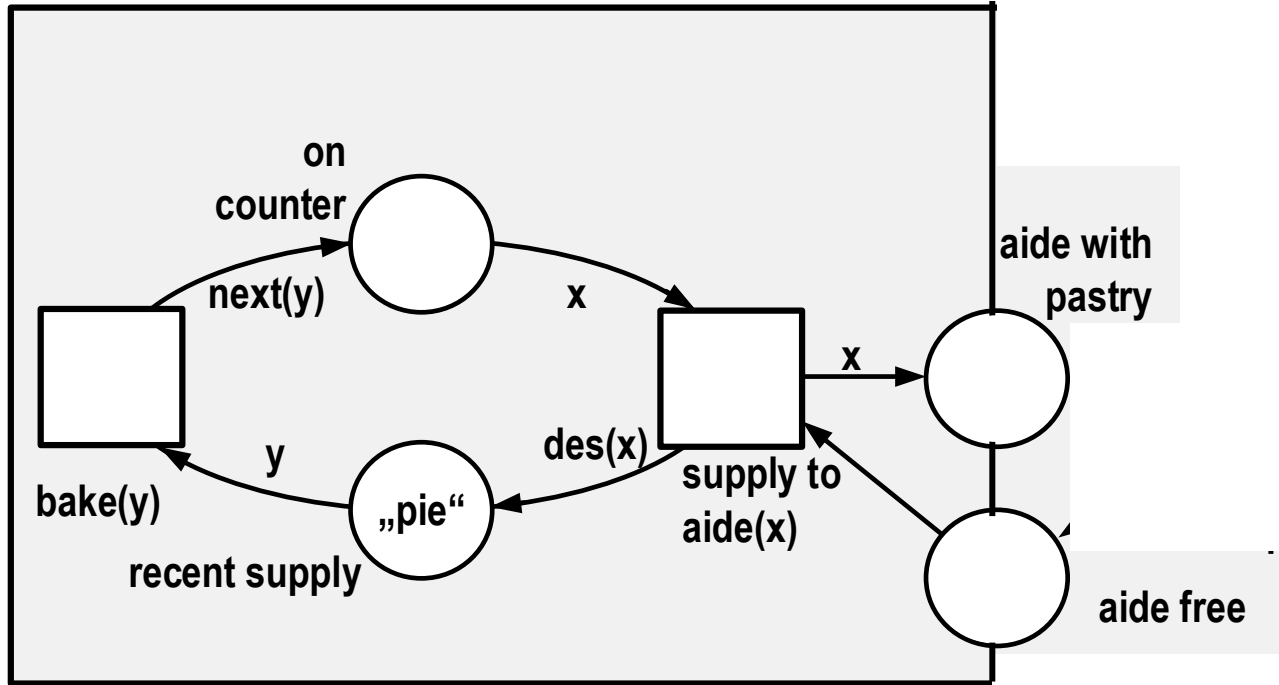 on
counter
next(y)
x
aide with
pastry
x
y
des(x)
bake(y)
„pie“
supply to
aide(x)
recent supply
aide free